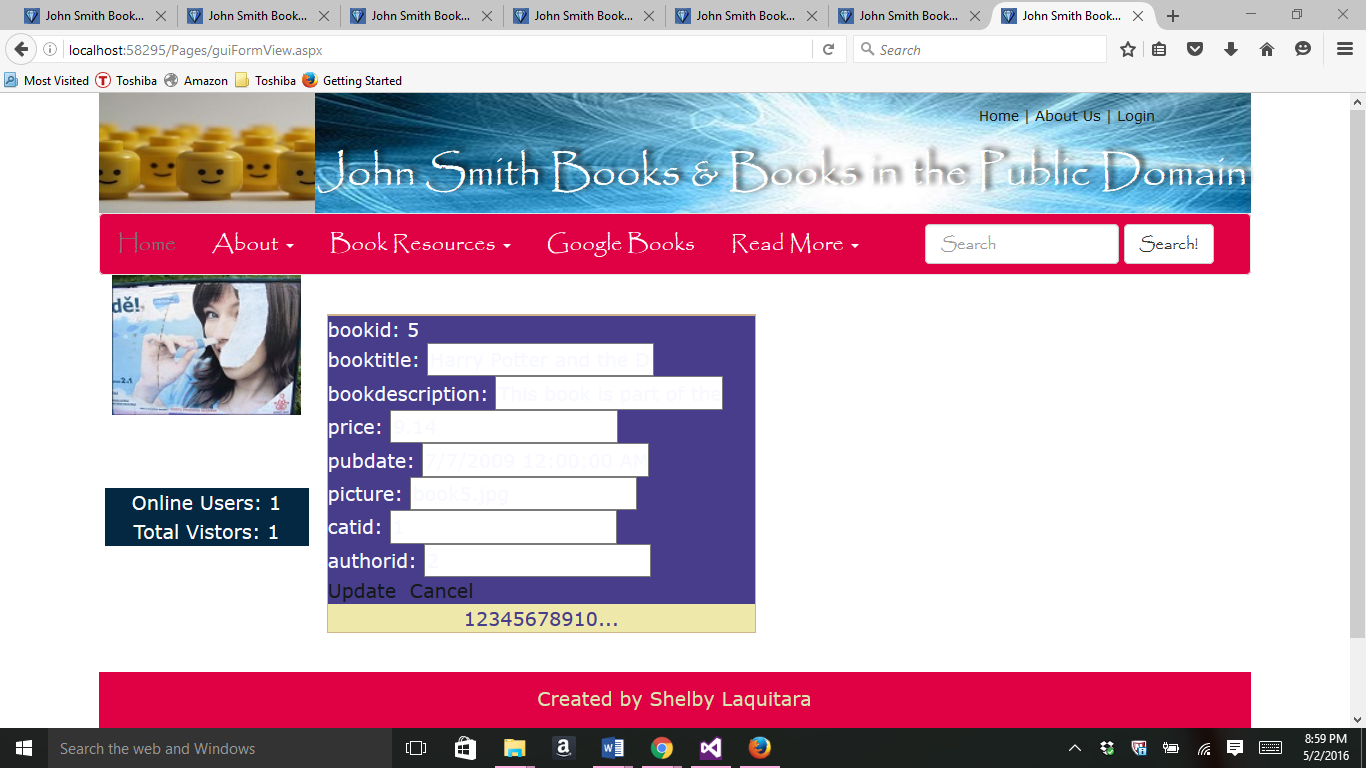 John Smith Book... John Smith Book... John Smith Book... John Smith Book... John Smith Book... John Smith Book... John Smith Book...
localhost:58295/Pages/guiFormView.aspx Search
Most Visited Toshiba Amazon Toshiba Getting Started
Home | About Us | Login
John Smith Books & Books in the Public Domain
Home About Book Resources Google Books Read More Search Search!
dě!
bookid: 5
booktitle: Harry Potter and the D
bookdescription: This book is part of the
price: 9.14
pubdate: 7/7/2009 12:00:00 AM
picture: book5.jpg
catid: 1
authorid: 2
Update Cancel
12345678910...
Online Users: 1
Total Vistors: 1
Created by Shelby Laquitara
Search the web and Windows
8:59 PM
5/2/2016